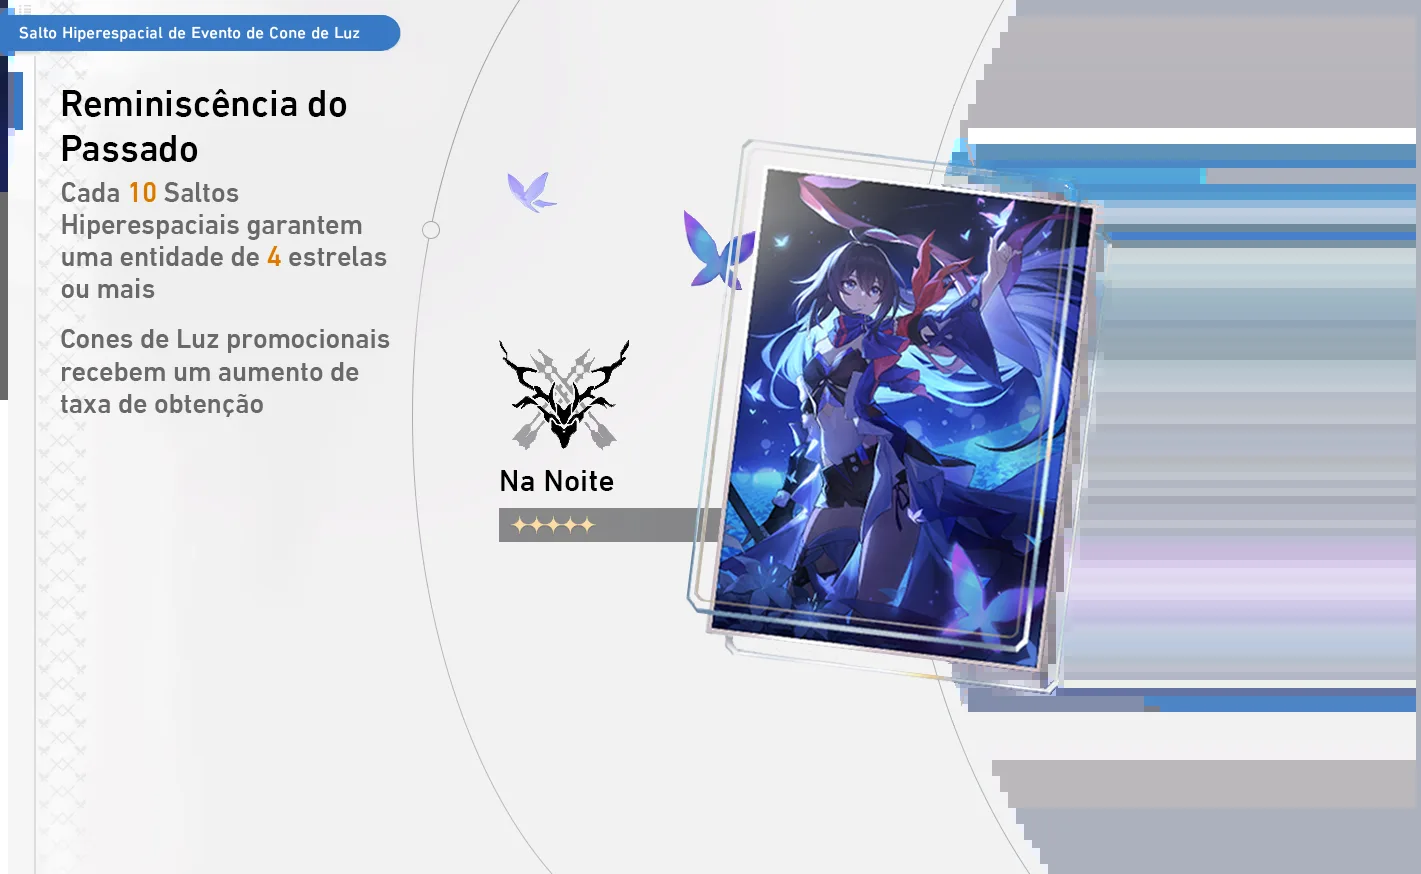 Salto Hiperespacial de Evento de Cone de Luz
Reminiscência do
Passado
Cada 10 Saltos
Hiperespaciais garantem
uma entidade de 4 estrelas
ou mais
Cones de Luz promocionais
recebem um aumento de
taxa de obtenção
Na Noite